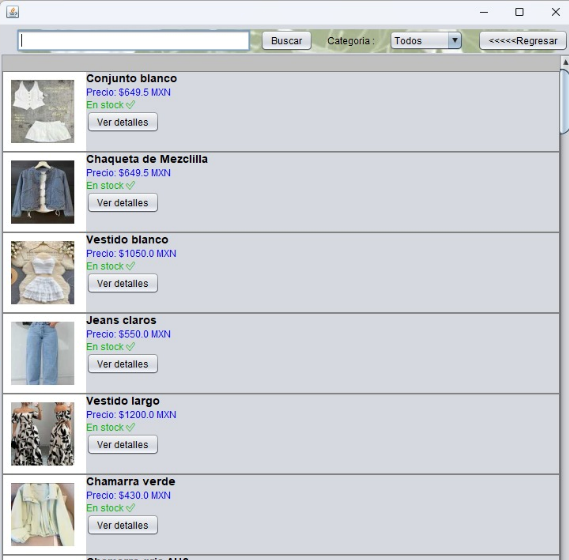 Buscar Categoria : Todos <<<<<Regresar
Conjunto blanco
Precio: $649.5 MXN
En stock ✅
Ver detalles
Chaqueta de Mezclilla
Precio: $649.5 MXN
En stock ✅
Ver detalles
Vestido blanco
Precio: $1050.0 MXN
En stock ✅
Ver detalles
Jeans claros
Precio: $550.0 MXN
En stock ✅
Ver detalles
Vestido largo
Precio: $1200.0 MXN
En stock ✅
Ver detalles
Chamarra verde
Precio: $430.0 MXN
En stock ✅
Ver detalles